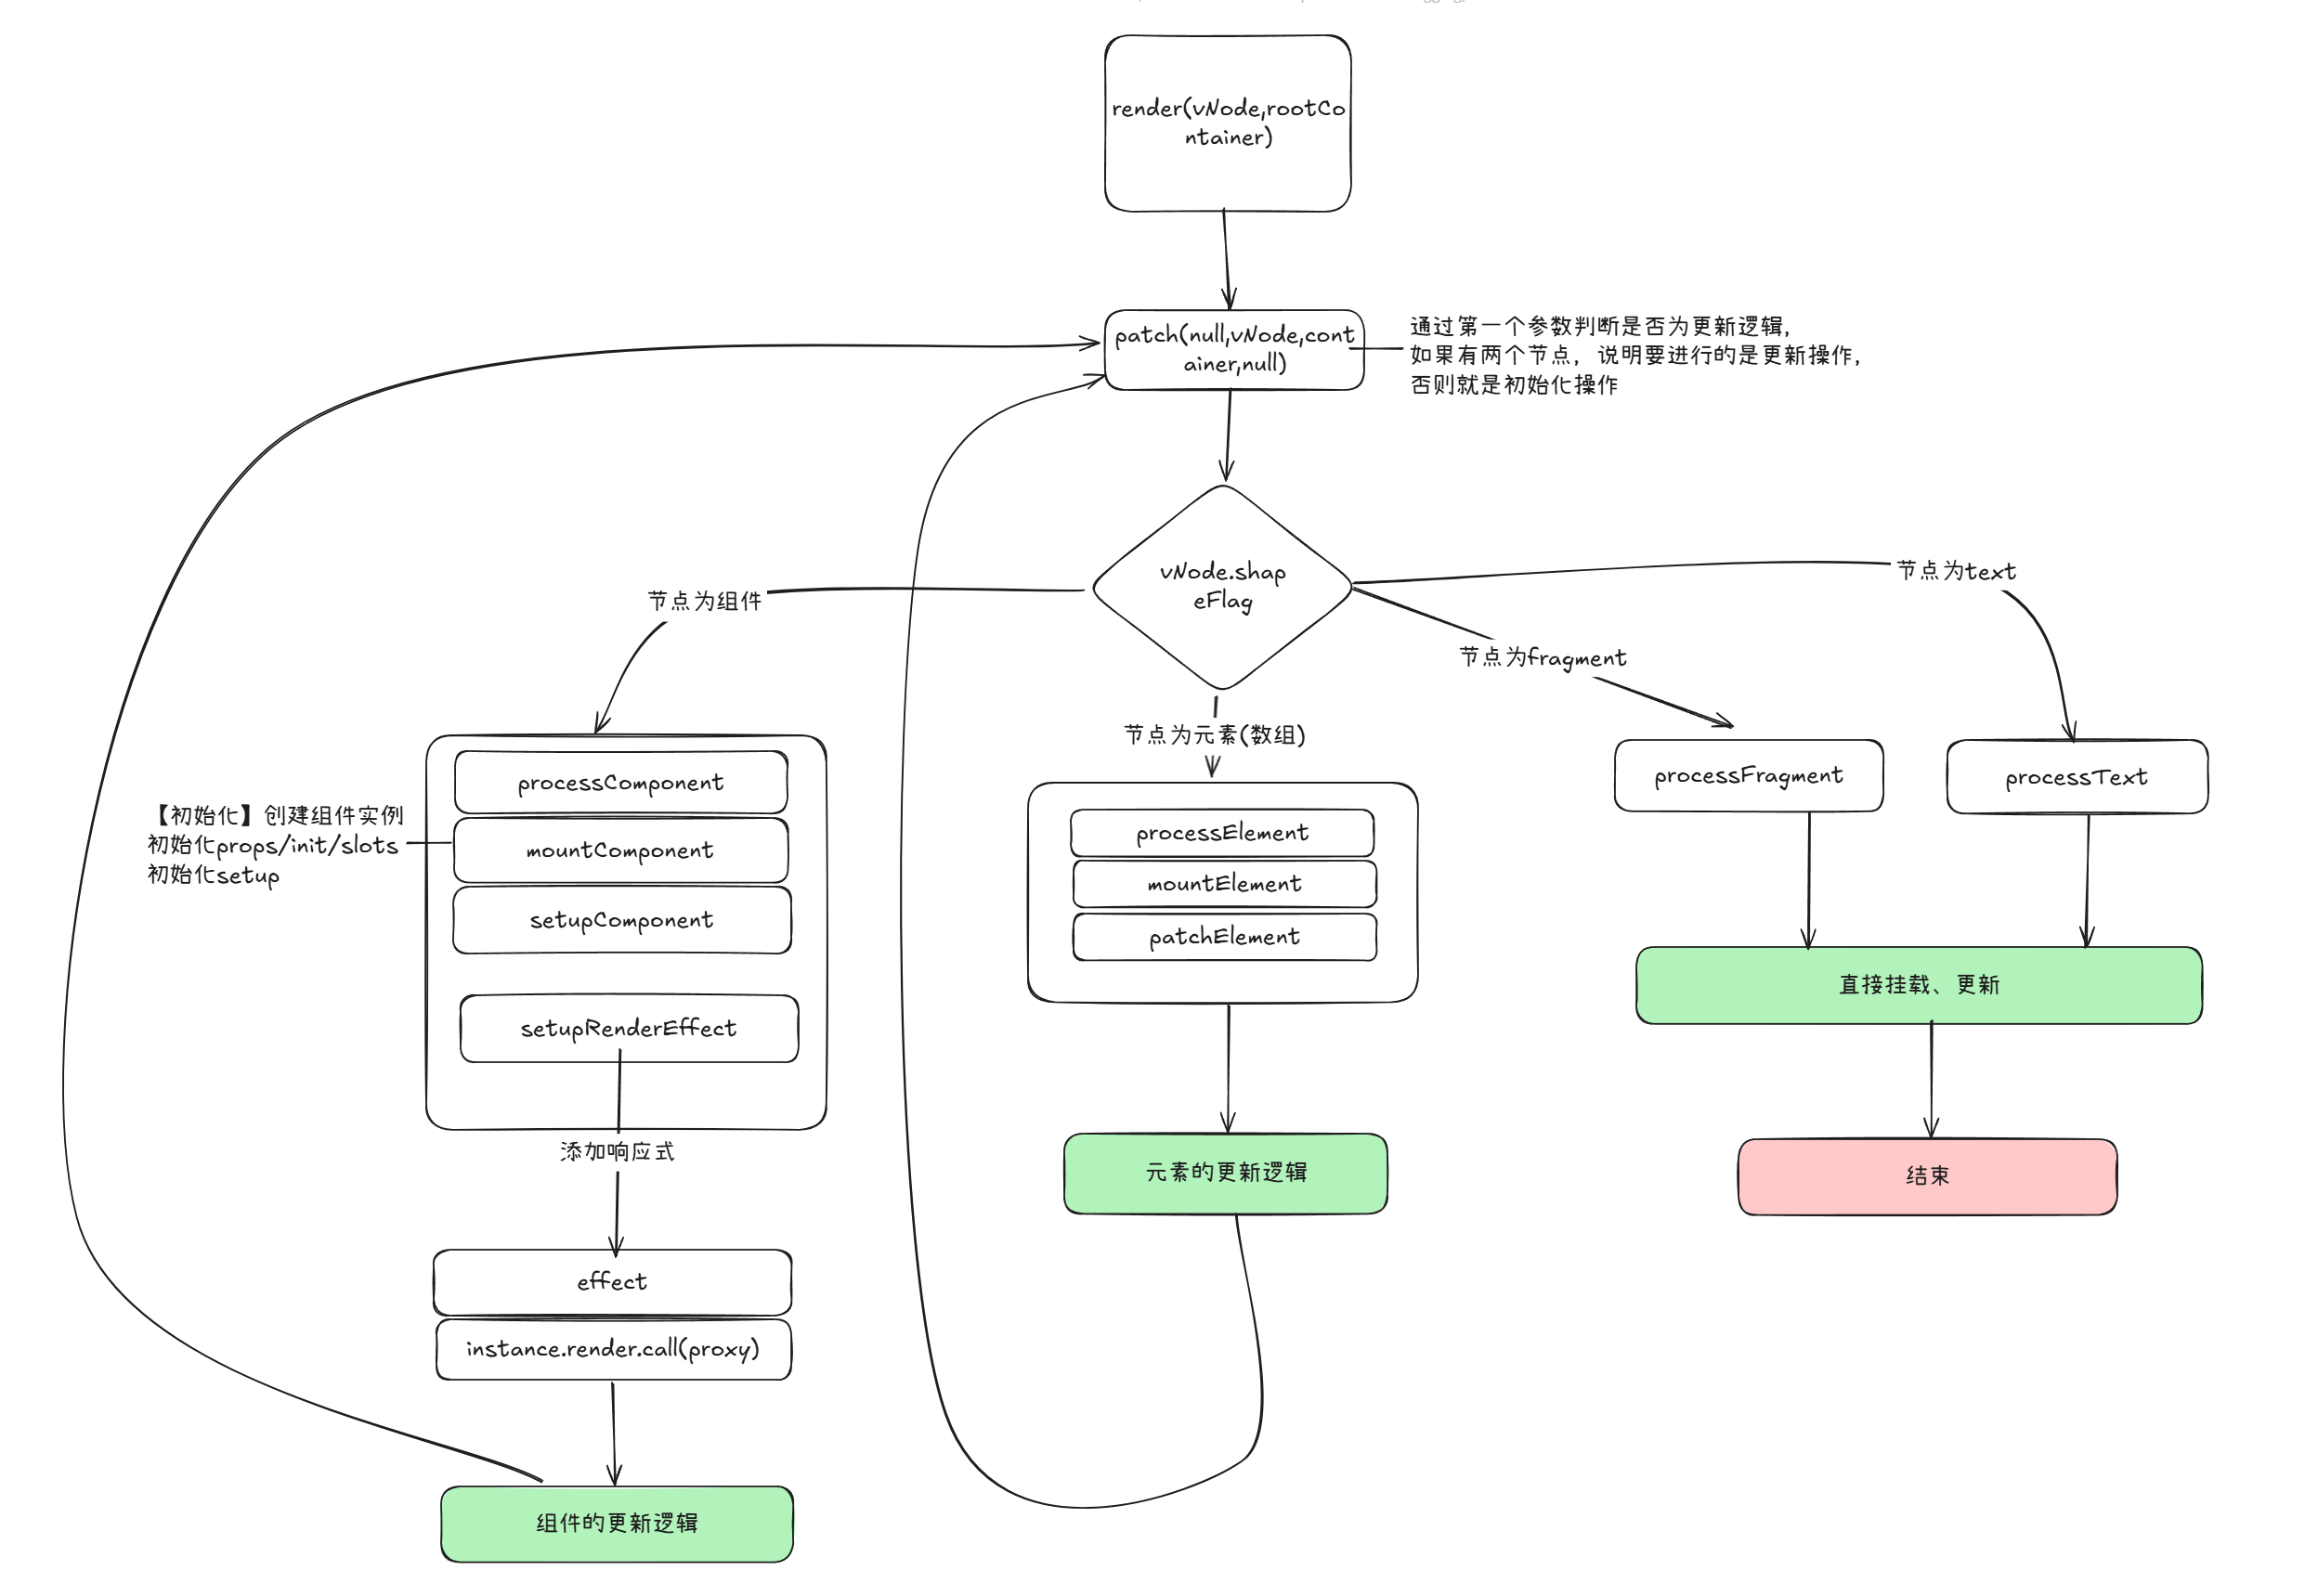 render(vNode,rootCo
ntainer)
patch(null,vNode,cont
ainer,null)
通过第一个参数判断是否为更新逻辑,
如果有两个节点，说明要进行的是更新操作,
否则就是初始化操作
vNode.shap
eFlag
节点为组件
节点为元素(数组)
节点为fragment
节点为text
processComponent
mountComponent
setupComponent
setupRenderEffect
【初始化】创建组件实例
初始化props/init/slots
初始化setup
添加响应式
effect
instance.render.call(proxy)
组件的更新逻辑
processElement
mountElement
patchElement
元素的更新逻辑
processFragment
processText
直接挂载、更新
结束